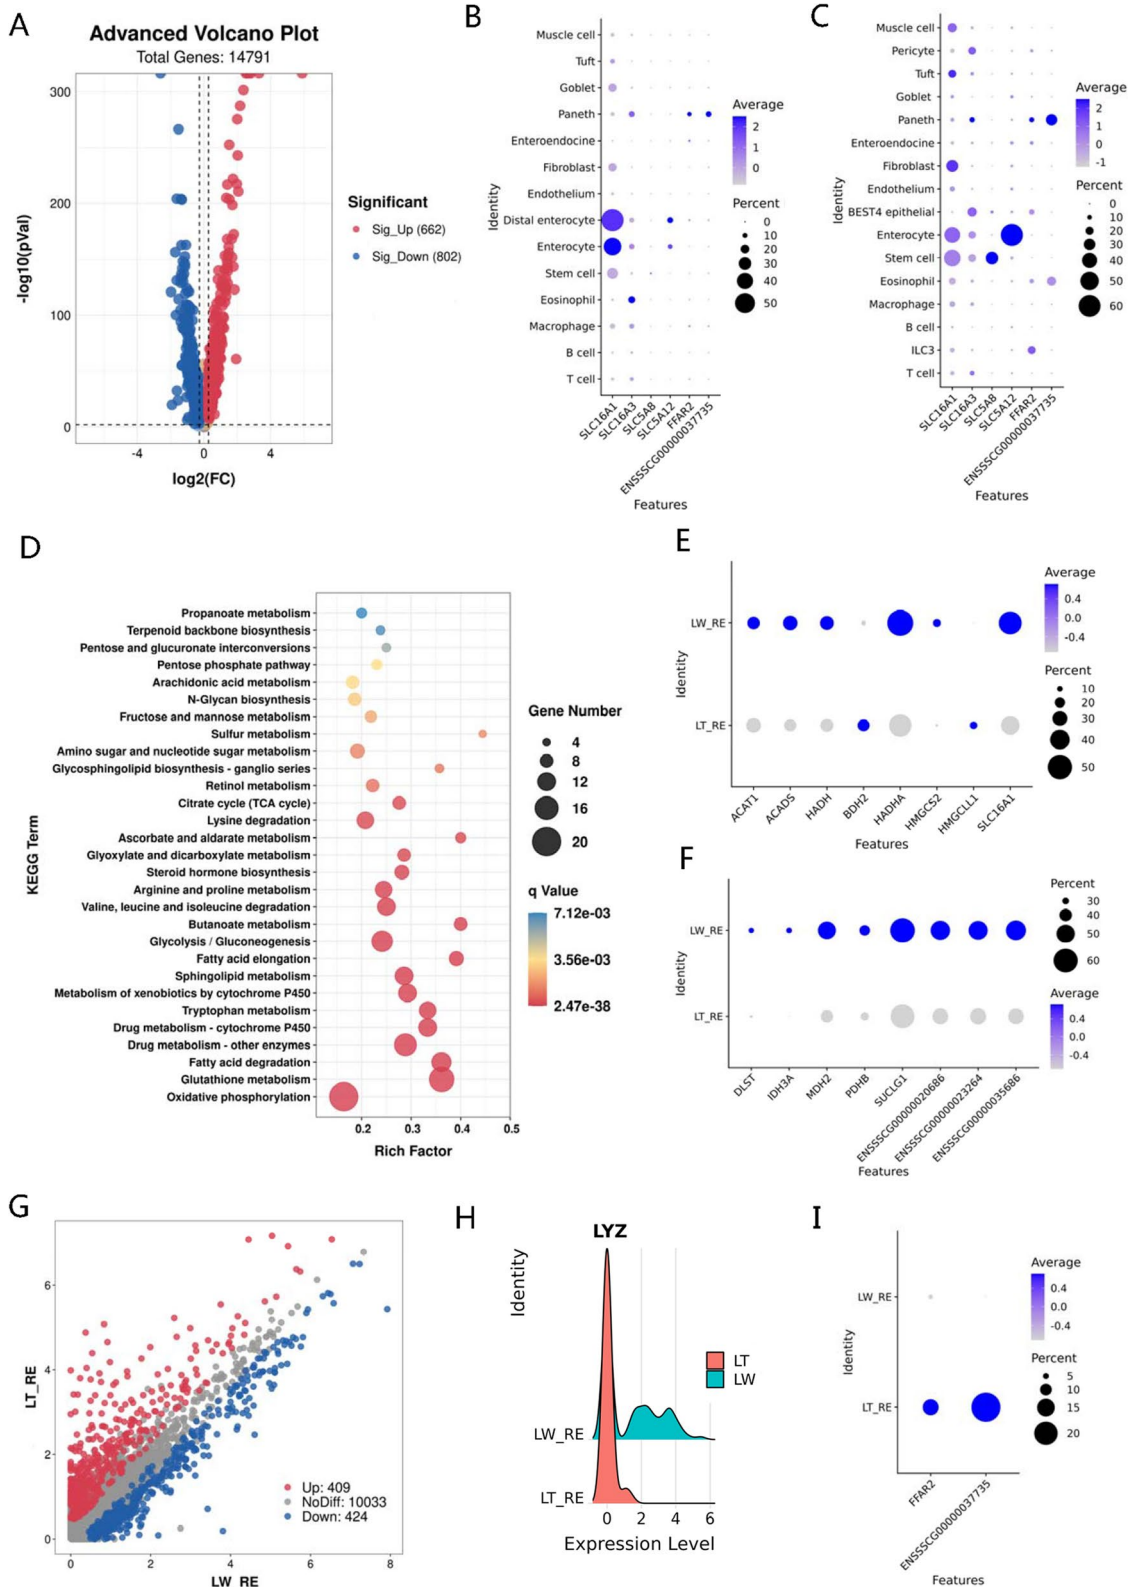 A
Advanced Volcano Plot
Total Genes: 14791
300
200
100
0
-log10(pVal)
-4
0
4
log2(FC)
Significant
Sig_Up (662)
Sig_Down (802)
B
Identity
Muscle cell
Tuft
Goblet
Paneth
Enteroendocrine
Fibroblast
Endothelium
Distal enterocyte
Enterocyte
Stem cell
Eosinophil
Macrophage
B cell
T cell
SLC16A1
SLC16A3
SLC5A8
SLC5A12
FFAR2
ENSSSCG00000037735
Features
Average
2
1
0
Percent
0
10
20
30
40
50
C
Identity
Muscle cell
Pericyte
Tuft
Goblet
Paneth
Enteroendocrine
Fibroblast
Endothelium
BEST4 epithelial
Enterocyte
Stem cell
Eosinophil
Macrophage
B cell
ILC3
T cell
SLC16A1
SLC16A3
SLC5A8
SLC5A12
FFAR2
ENSSSCG00000037735
Features
Average
2
1
0
-1
Percent
0
10
20
30
40
50
60
D
KEGG Term
Propanoate metabolism
Terpenoid backbone biosynthesis
Pentose and glucuronate interconversions
Pentose phosphate pathway
Arachidonic acid metabolism
N-Glycan biosynthesis
Fructose and mannose metabolism
Sulfur metabolism
Amino sugar and nucleotide sugar metabolism
Glycosphingolipid biosynthesis - ganglio series
Retinol metabolism
Citrate cycle (TCA cycle)
Lysine degradation
Ascorbate and aldarate metabolism
Glyoxylate and dicarboxylate metabolism
Steroid hormone biosynthesis
Arginine and proline metabolism
Valine, leucine and isoleucine degradation
Butanoate metabolism
Glycolysis / Gluconeogenesis
Fatty acid elongation
Sphingolipid metabolism
Metabolism of xenobiotics by cytochrome P450
Tryptophan metabolism
Drug metabolism - cytochrome P450
Drug metabolism - other enzymes
Fatty acid degradation
Glutathione metabolism
Oxidative phosphorylation
0.2
0.3
0.4
0.5
Rich Factor
Gene Number
4
8
12
16
20
q Value
7.12e-03
3.56e-03
2.47e-38
E
Identity
LW_RE
LT_RE
ACAT1
ACADS
HADH
BDH2
HADHA
HMGCS2
HMGCLL1
SLC16A1
Features
Average
0.4
0.0
-0.4
Percent
10
20
30
40
50
F
Identity
LW_RE
LT_RE
DLST
IDH3A
MDH2
PDHB
SUCLG1
ENSSSCG00000020686
ENSSSCG00000023264
ENSSSCG00000035686
Features
Percent
30
40
50
60
Average
0.4
0.0
-0.4
G
LT_RE
6
4
2
0
0
2
4
6
8
LW_RE
Up: 409
NoDiff: 10033
Down: 424
H
LYZ
Identity
LW_RE
LT_RE
0
2
4
6
Expression Level
LT
LW
I
Identity
LW_RE
LT_RE
FFAR2
ENSSSCG00000037735
Features
Average
0.4
0.0
-0.4
Percent
5
10
15
20